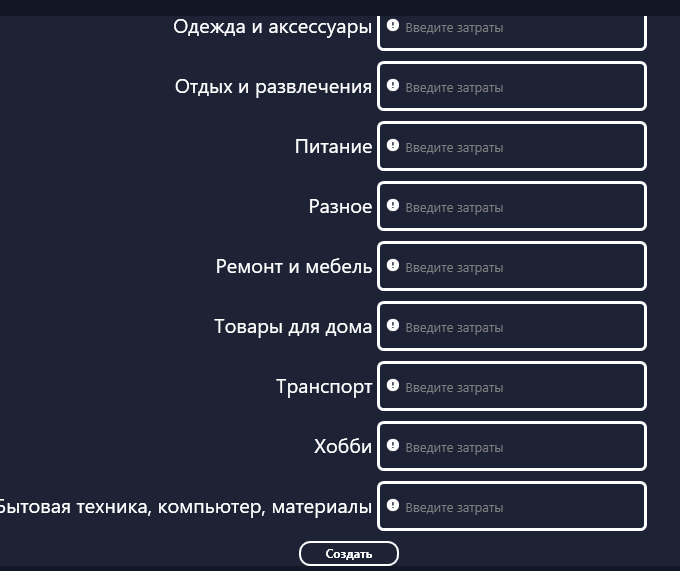 Одежда и аксессуары Введите затраты
Отдых и развлечения Введите затраты
Питание Введите затраты
Разное Введите затраты
Ремонт и мебель Введите затраты
Товары для дома Введите затраты
Транспорт Введите затраты
Хобби Введите затраты
Бытовая техника, компьютер, материалы Введите затраты
Создать